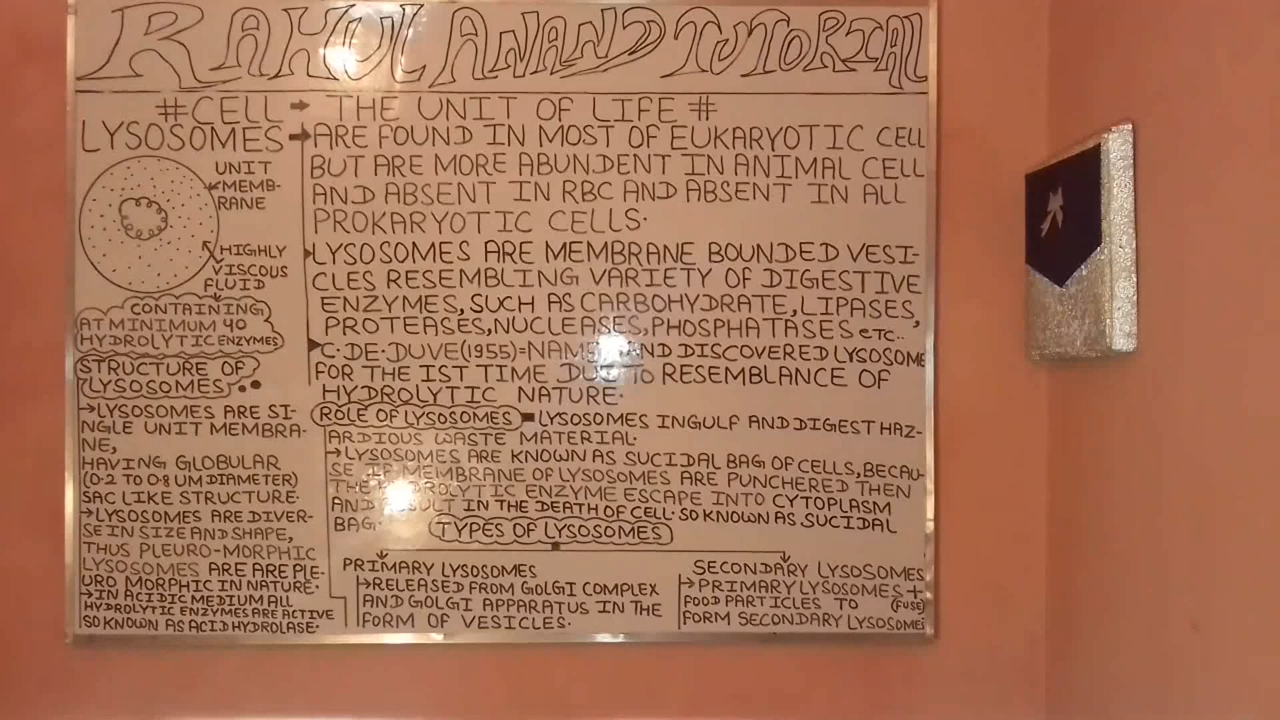 RAHUL ANAND TUTORIAL
#CELL → THE UNIT OF LIFE #
LYSOSOMES → ARE FOUND IN MOST OF EUKARYOTIC CELL
BUT ARE MORE ABUNDENT IN ANIMAL CELL
AND ABSENT IN RBC AND ABSENT IN ALL
PROKARYOTIC CELLS.
LYSOSOMES ARE MEMBRANE BOUNDED VESI-
CLES RESEMBLING VARIETY OF DIGESTIVE
ENZYMES, SUCH AS CARBOHYDRATE, LIPASES,
PROTEASES, NUCLEASES, PHOSPHATASES ETC..
C.DE.DUVE(1955)=NAMED AND DISCOVERED LYSOSOME
FOR THE IST TIME DUE TO RESEMBLANCE OF
HYDROLYTIC NATURE.
UNIT
MEMB-
RANE
HIGHLY
VISCOUS
FLUID
CONTAINING
AT MINIMUM 40
HYDROLYTIC ENZYMES
STRUCTURE OF
LYSOSOMES
→LYSOSOMES ARE SI-
NGLE UNIT MEMBRA-
NE,
HAVING GLOBULAR
(0.2 TO 0.8 UM DIAMETER)
SAC LIKE STRUCTURE.
→LYSOSOMES ARE DIVER-
SE IN SIZE AND SHAPE,
THUS PLEURO-MORPHIC
LYSOSOMES ARE ARE PLE-
URO MORPHIC IN NATURE.
→IN ACIDIC MEDIUM ALL
HYDROLYTIC ENZYMES ARE ACTIVE
SO KNOWN AS ACID HYDROLASE.
ROLE OF LYSOSOMES LYSOSOMES INGULF AND DIGEST HAZ-
ARDIOUS WASTE MATERIAL.
→LYSOSOMES ARE KNOWN AS SUCIDAL BAG OF CELLS, BECAU-
SE IF MEMBRANE OF LYSOSOMES ARE PUNCHERED THEN
THE HYDROLYTIC ENZYME ESCAPE INTO CYTOPLASM
AND RESULT IN THE DEATH OF CELL. SO KNOWN AS SUCIDAL
BAG.
TYPES OF LYSOSOMES
PRIMARY LYSOSOMES
→RELEASED FROM GOLGI COMPLEX
AND GOLGI APPARATUS IN THE
FORM OF VESICLES.
SECONDARY LYSOSOMES
→PRIMARY LYSOSOMES +
FOOD PARTICLES TO (FUSE)
FORM SECONDARY LYSOSOMES